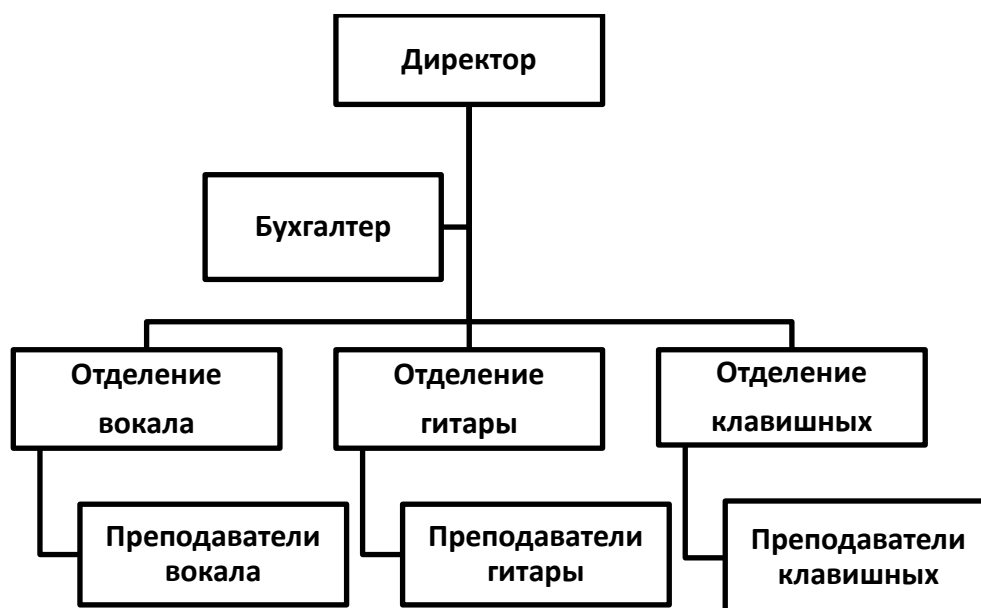 Директор
Бухгалтер
Отделение
вокала
Отделение
гитары
Отделение
клавишных
Преподаватели
вокала
Преподаватели
гитары
Преподаватели
клавишных